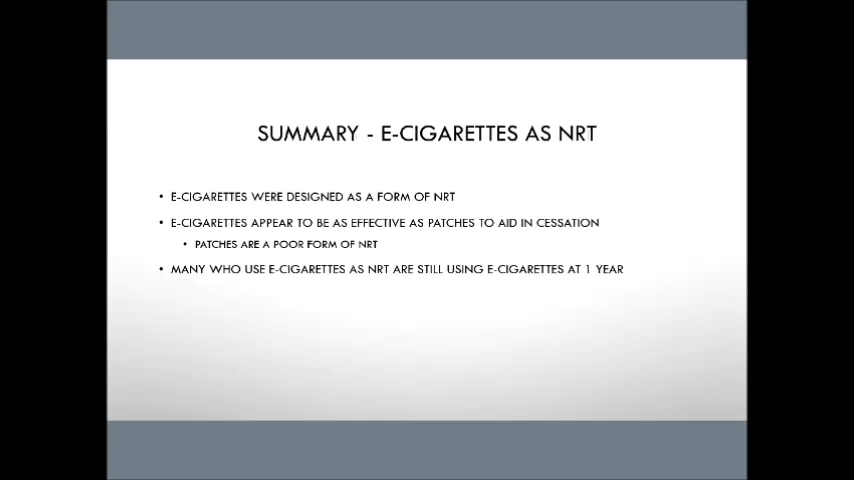 SUMMARY - E-CIGARETTES AS NRT
• E-CIGARETTES WERE DESIGNED AS A FORM OF NRT
• E-CIGARETTES APPEAR TO BE AS EFFECTIVE AS PATCHES TO AID IN CESSATION
• PATCHES ARE A POOR FORM OF NRT
• MANY WHO USE E-CIGARETTES AS NRT ARE STILL USING E-CIGARETTES AT 1 YEAR